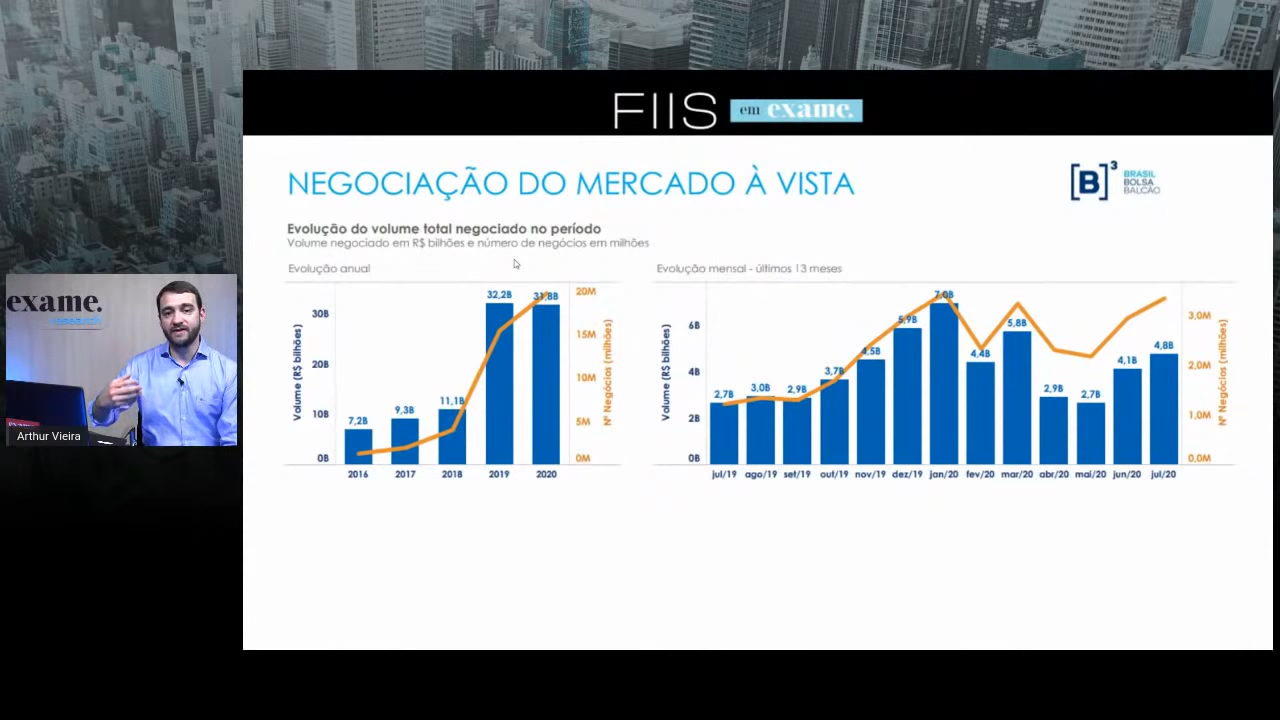 FIIS em exame.
NEGOCIAÇÃO DO MERCADO À VISTA
[B]³ BRASIL
BOLSA
BALCÃO
Evolução do volume total negociado no período
Volume negociado em R$ bilhões e número de negócios em milhões
Evolução anual
Volume (R$ bilhões)
30B
20B
10B
0B
7,2B
9,3B
11,1B
32,2B
31,8B
20M
15M
10M
5M
0M
Nº Negócios (milhões)
2016 2017 2018 2019 2020
Evolução mensal - últimos 13 meses
Volume (R$ bilhões)
6B
4B
2B
0B
2,7B
3,0B
2,9B
3,7B
4,5B
5,9B
7,0B
4,4B
5,8B
2,9B
2,7B
4,1B
4,8B
3,0M
2,0M
1,0M
0,0M
Nº Negócios (milhões)
jul/19 ago/19 set/19 out/19 nov/19 dez/19 jan/20 fev/20 mar/20 abr/20 mai/20 jun/20 jul/20
exame.
research
Arthur Vieira